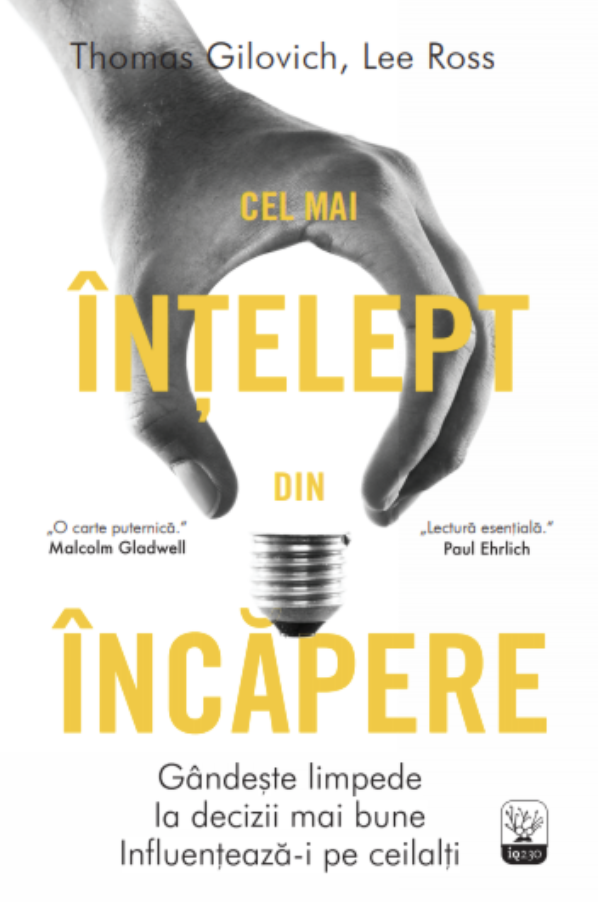 Thomas Gilovich, Lee Ross
CEL MAI
ÎNȚELEPT
DIN
„O carte puternică.”
Malcolm Gladwell
„Lectură esențială.”
Paul Ehrlich
ÎNCĂPERE
Gândește limpede
Ia decizii mai bune
Influențează-i pe ceilalți
iq230